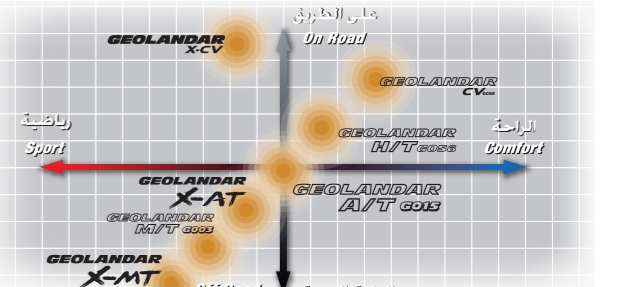 على الطريق
On Road
GEOLANDAR
X-CV
GEOLANDAR
CV G058
رياضية
Sport
GEOLANDAR
H/T G056
الراحة
Comfort
GEOLANDAR
X-AT
GEOLANDAR
A/T G015
GEOLANDAR
M/T G003
GEOLANDAR
X-MT